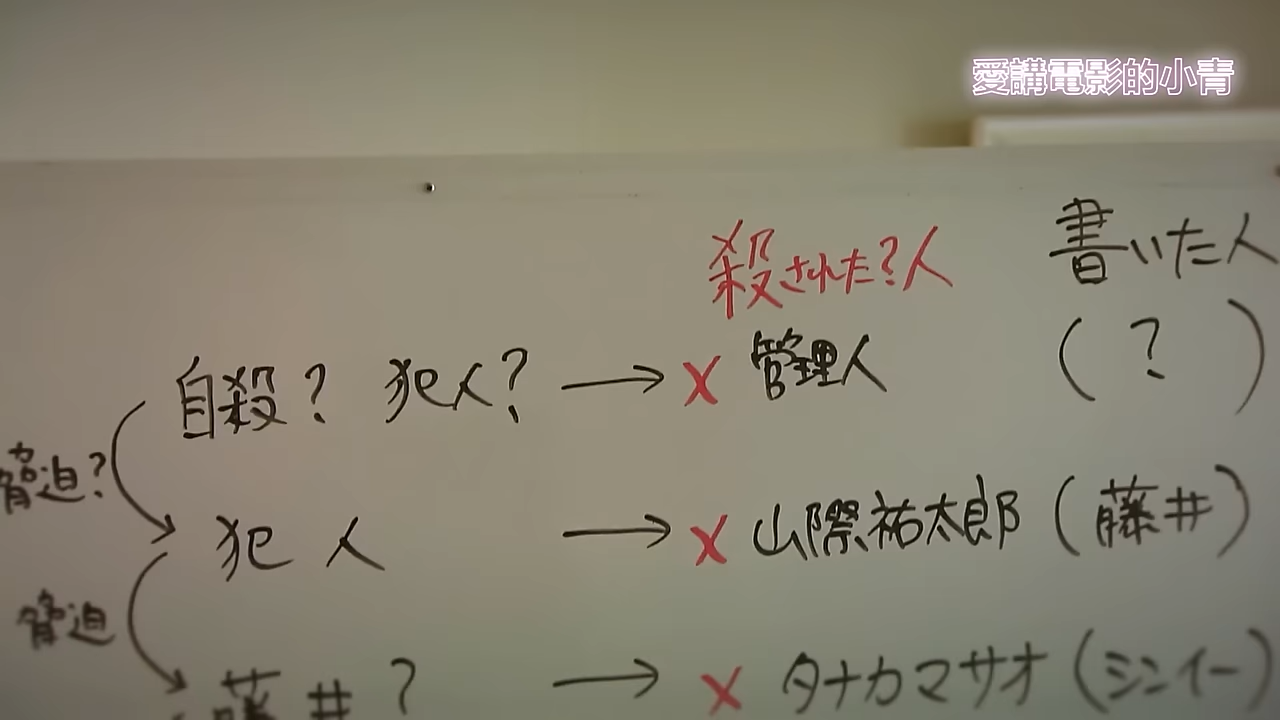 愛講電影的小青
殺された?人 書いた人
自殺? 犯人? → X 管理人 (?)
脅迫?
犯人 → X 山際祐太郎(藤井)
脅迫
藤井? → X タナカマサオ(シンイー)